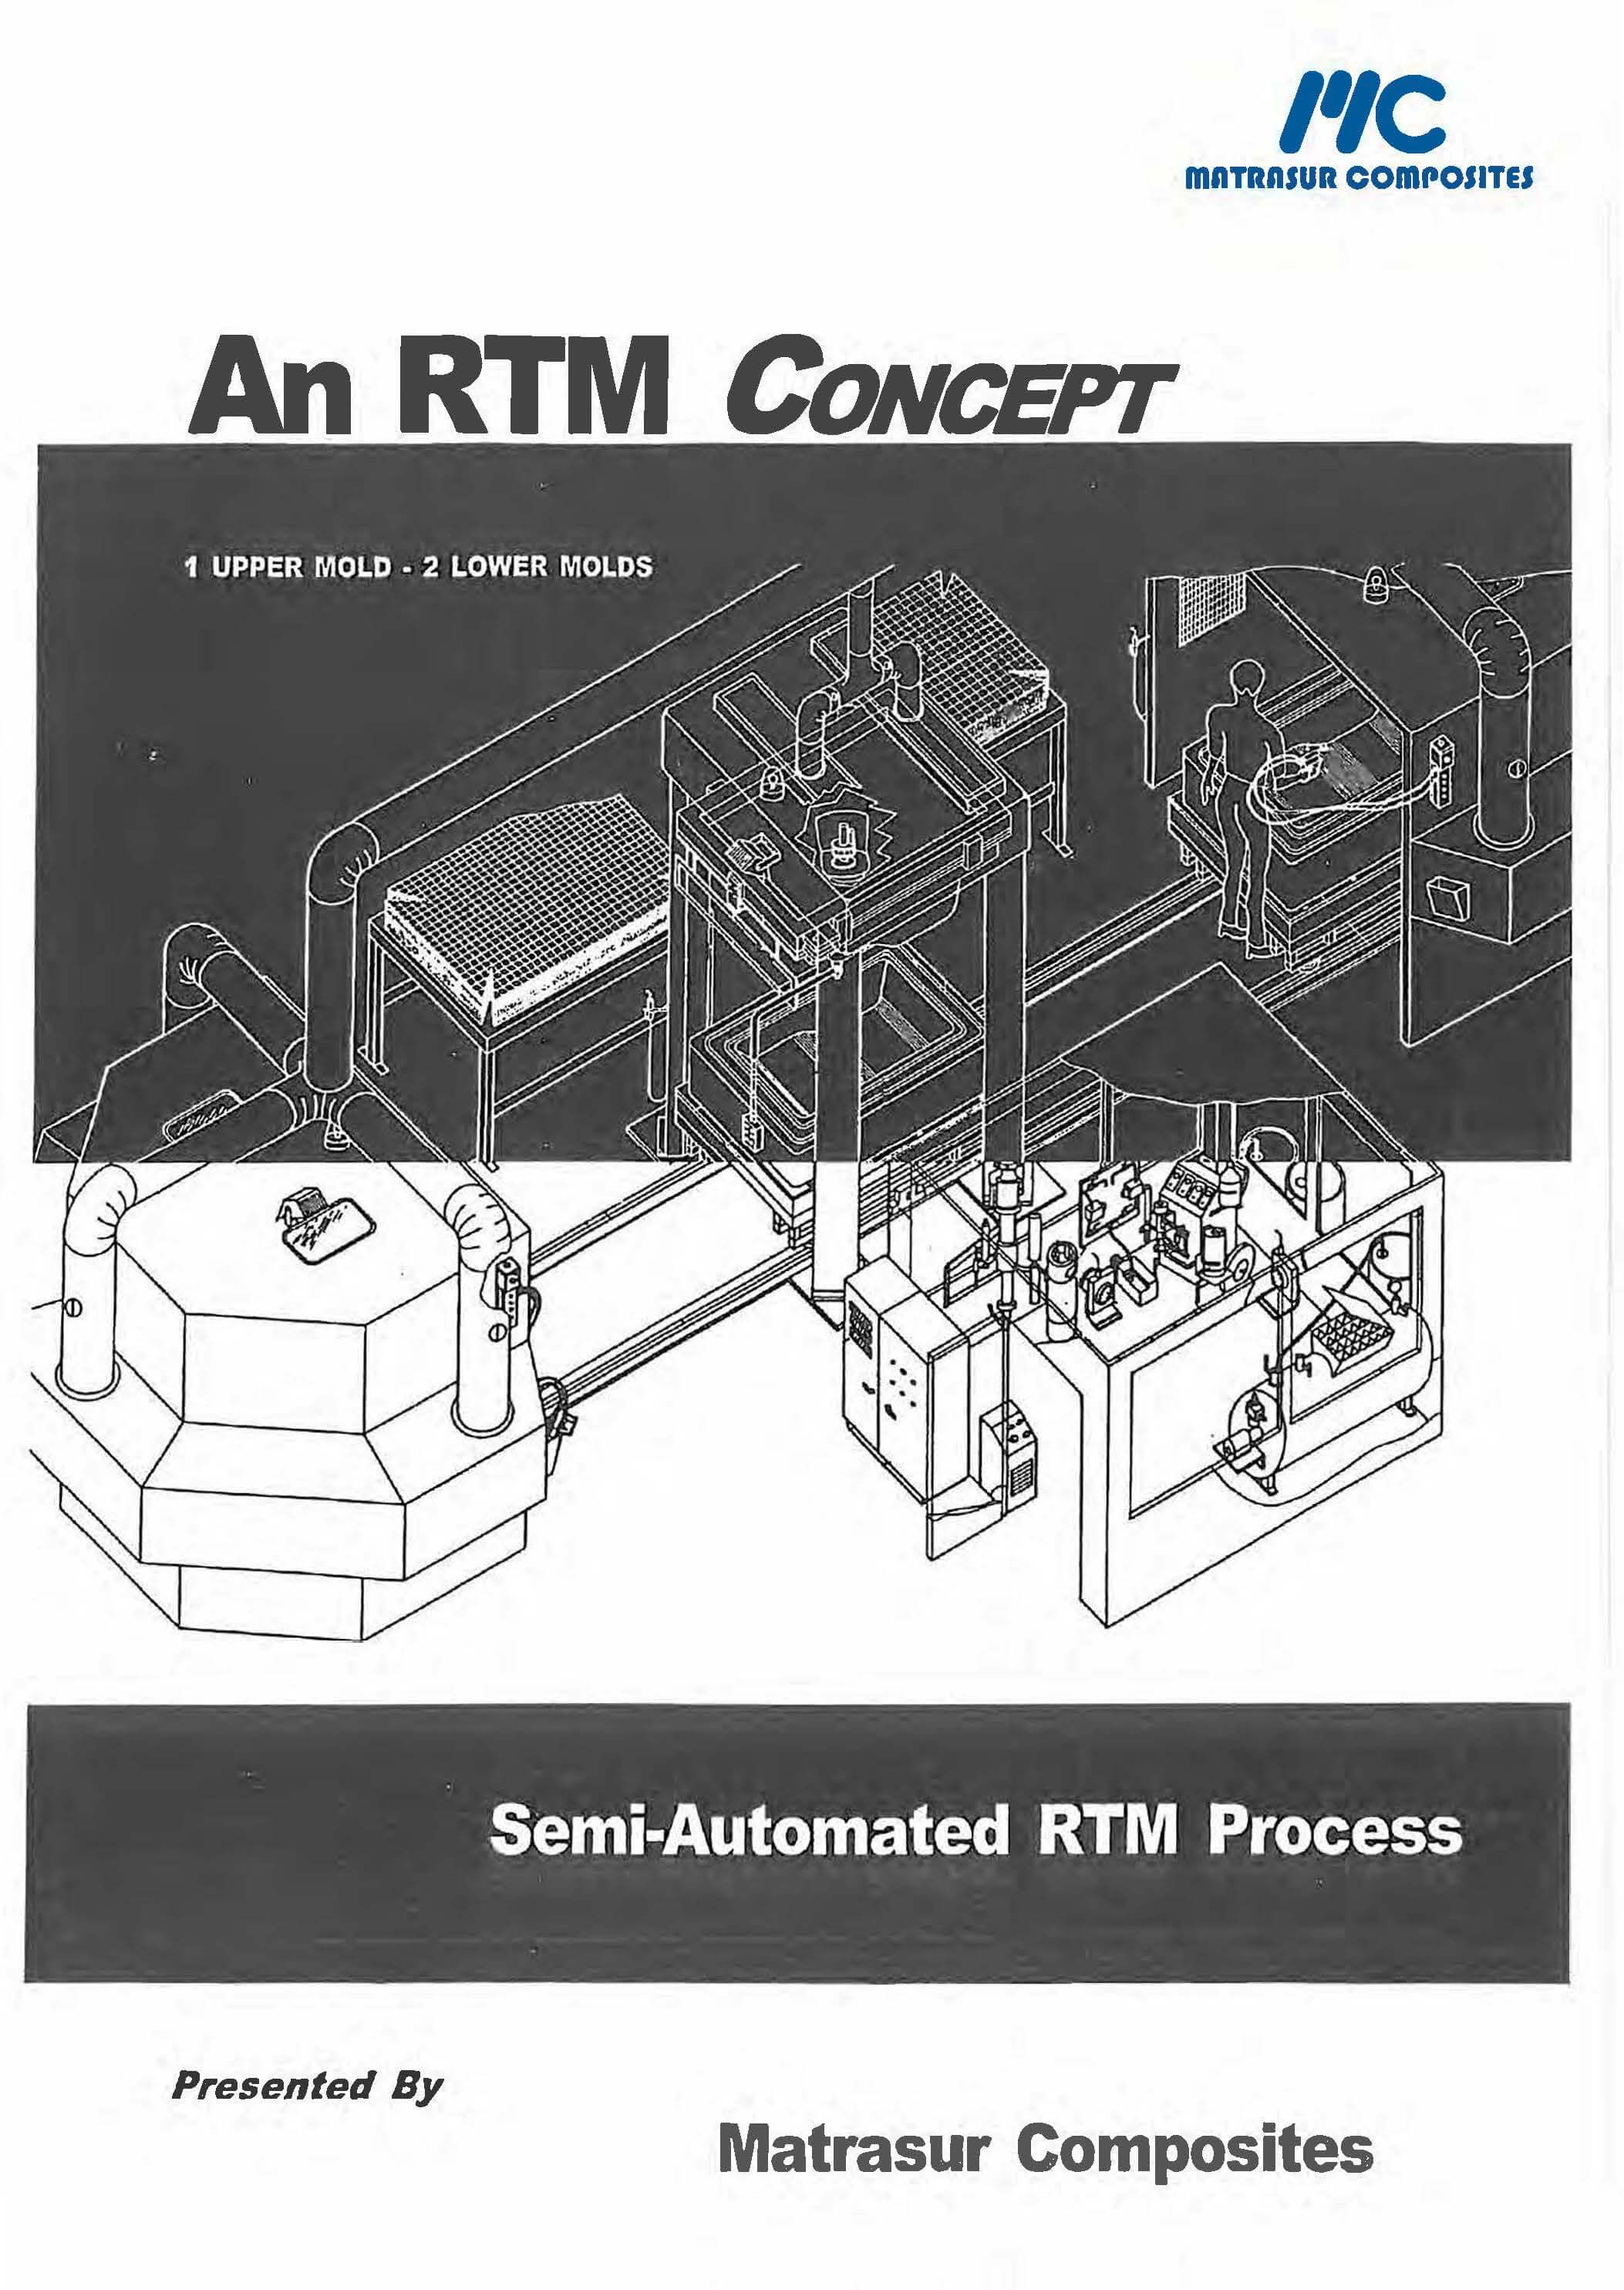 MC
MATRASUR COMPOSITES
An RTM CONCEPT
1 UPPER MOLD - 2 LOWER MOLDS
Semi-Automated RTM Process
Presented By
Matrasur Composites